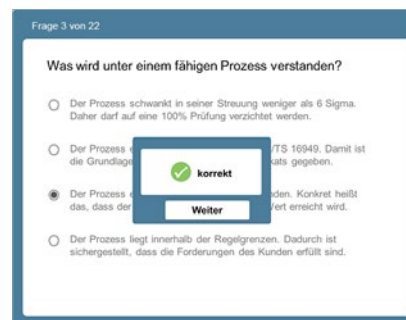 Frage 3 von 22
Was wird unter einem fähigen Prozess verstanden?
Der Prozess schwankt in seiner Streuung weniger als 6 Sigma.
Daher darf auf eine 100% Prüfung verzichtet werden.
Der Prozess /TS 16949. Damit ist
die Grundlage kats gegeben.
korrekt
Der Prozess nden. Konkret heißt
das, dass der Wert erreicht wird.
Weiter
Der Prozess liegt innerhalb der Regelgrenzen. Dadurch ist
sichergestellt, dass die Forderungen des Kunden erfüllt sind.